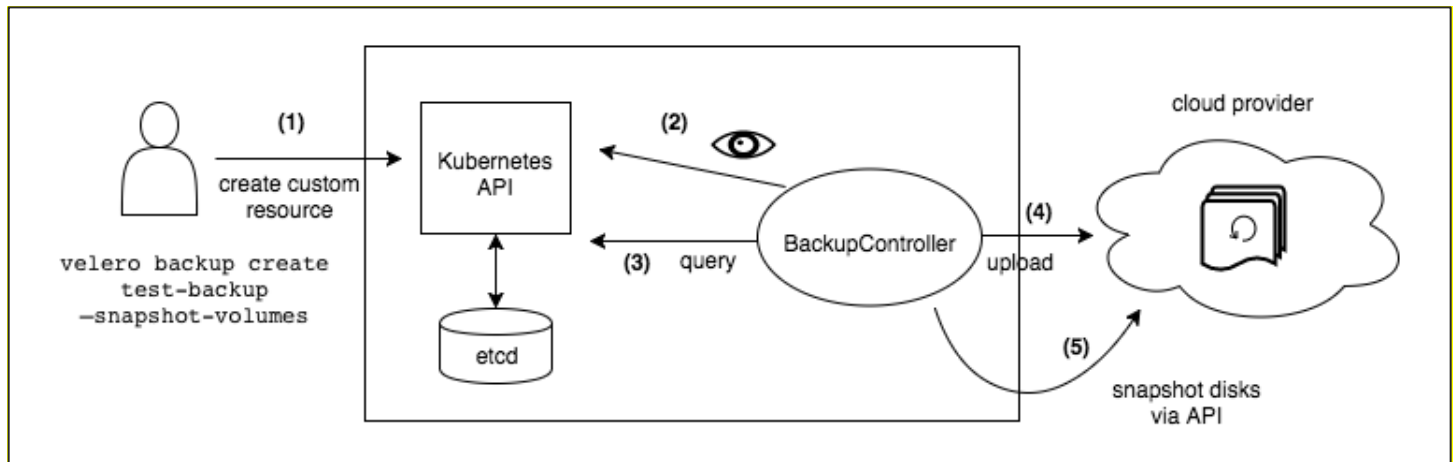 (1)
create custom
resource
velero backup create
test-backup
—snapshot-volumes
Kubernetes
API
etcd
(2)
(3)
query
BackupController
(4)
upload
cloud provider
(5)
snapshot disks
via API